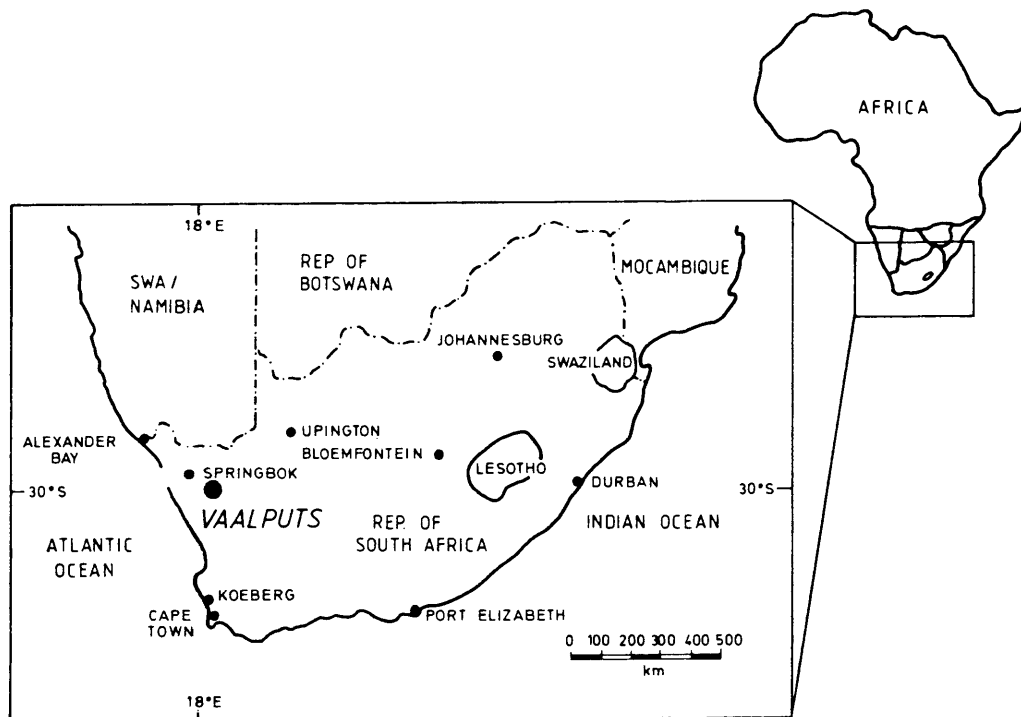 AFRICA
18°E
REP OF
BOTSWANA
MOCAMBIQUE
SWA /
NAMIBIA
JOHANNESBURG
SWAZILAND
ALEXANDER
BAY
UPINGTON
BLOEMFONTEIN
SPRINGBOK
LESOTHO
DURBAN
30°S
30°S
VAALPUTS
REP. OF
SOUTH AFRICA
INDIAN OCEAN
ATLANTIC
OCEAN
KOEBERG
CAPE
TOWN
PORT ELIZABETH
0 100 200 300 400 500
km
18°E